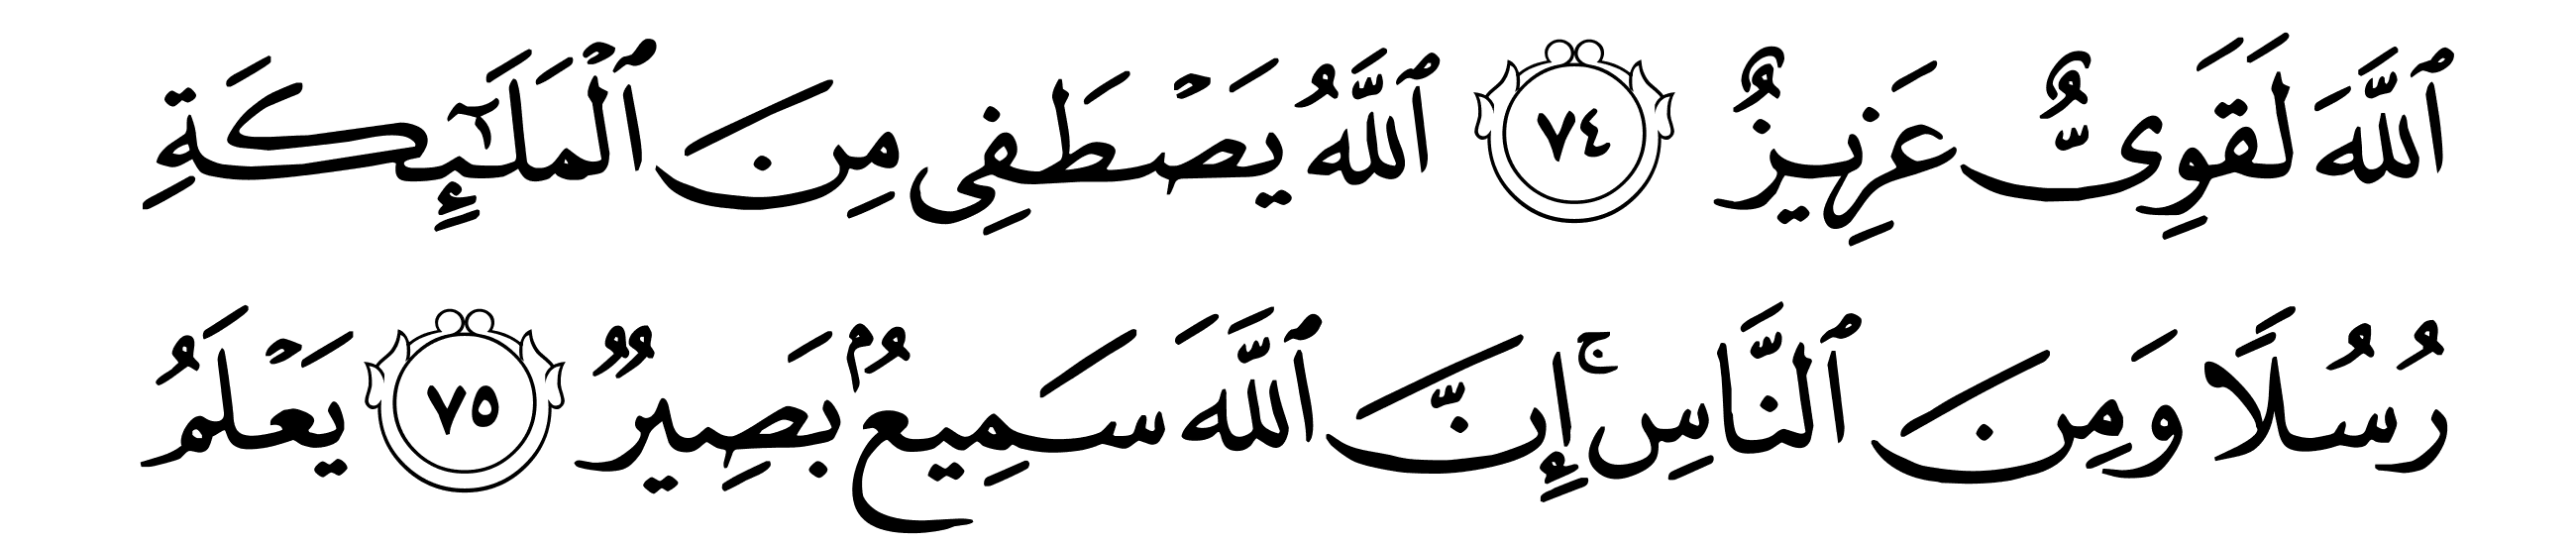 ٱللَّهَ لَقَوِىٌّ عَزِيزٌ ٧٤ ٱللَّهُ يَصْطَفِى مِنَ ٱلْمَلَـٰٓئِكَةِ
رُسُلًا وَمِنَ ٱلنَّاسِ ۚ إِنَّ ٱللَّهَ سَمِيعٌۢ بَصِيرٌ ٧٥ يَعْلَمُ